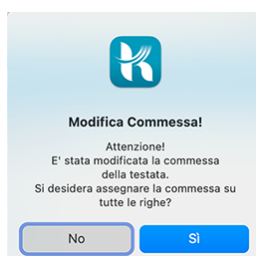 Modifica Commessa!
Attenzione!
E' stata modificata la commessa
della testata.
Si desidera assegnare la commessa su
tutte le righe?
No
Sì